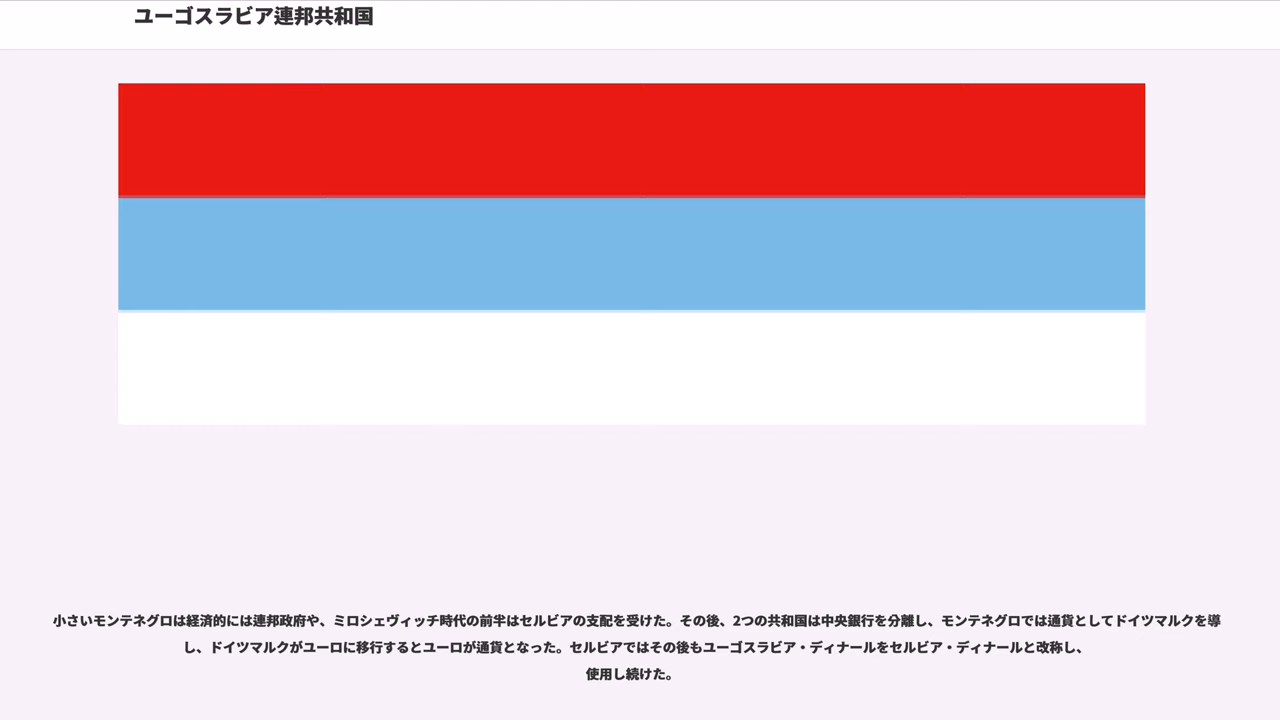 ユーゴスラビア連邦共和国
小さいモンテネグロは経済的には連邦政府や、ミロシェヴィッチ時代の前半はセルビアの支配を受けた。その後、2つの共和国は中央銀行を分離し、モンテネグロでは通貨としてドイツマルクを導
し、ドイツマルクがユーロに移行するとユーロが通貨となった。セルビアではその後もユーゴスラビア・ディナールをセルビア・ディナールと改称し、
使用し続けた。